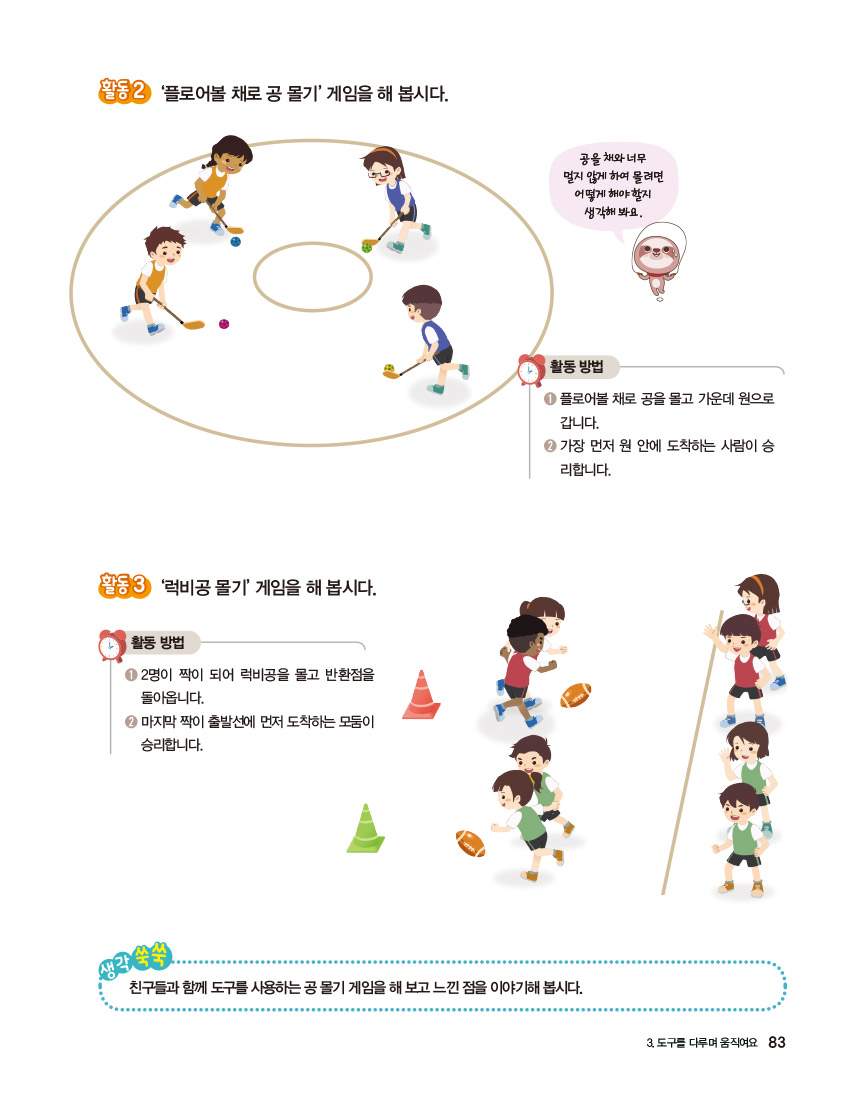 활동 2 '플로어볼 채로 공 몰기' 게임을 해 봅시다.
공을 채와 너무
멀지 않게 하여 몰려면
어떻게 해야 할지
생각해 봐요.
활동 방법
1 플로어볼 채로 공을 몰고 가운데 원으로
갑니다.
2 가장 먼저 원 안에 도착하는 사람이 승
리합니다.
활동 3 '럭비공 몰기' 게임을 해 봅시다.
활동 방법
1 2명이 짝이 되어 럭비공을 몰고 반환점을
돌아옵니다.
2 마지막 짝이 출발선에 먼저 도착하는 모둠이
승리합니다.
생각 쑥쑥
친구들과 함께 도구를 사용하는 공 몰기 게임을 해 보고 느낀 점을 이야기해 봅시다.
3. 도구를 다루며 움직여요 83